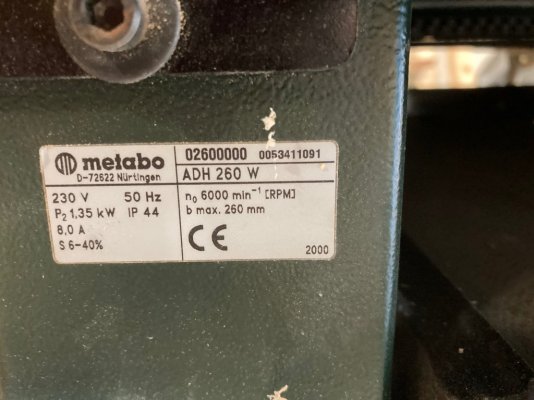 metabo
D-72622 Nürtingen
02600000 0053411091
ADH 260 W
230 V 50 Hz
P₂ 1,35 kW IP 44
8,0 A
S 6-40%
n₀ 6000 min⁻¹ [RPM]
b max. 260 mm
CE
2000